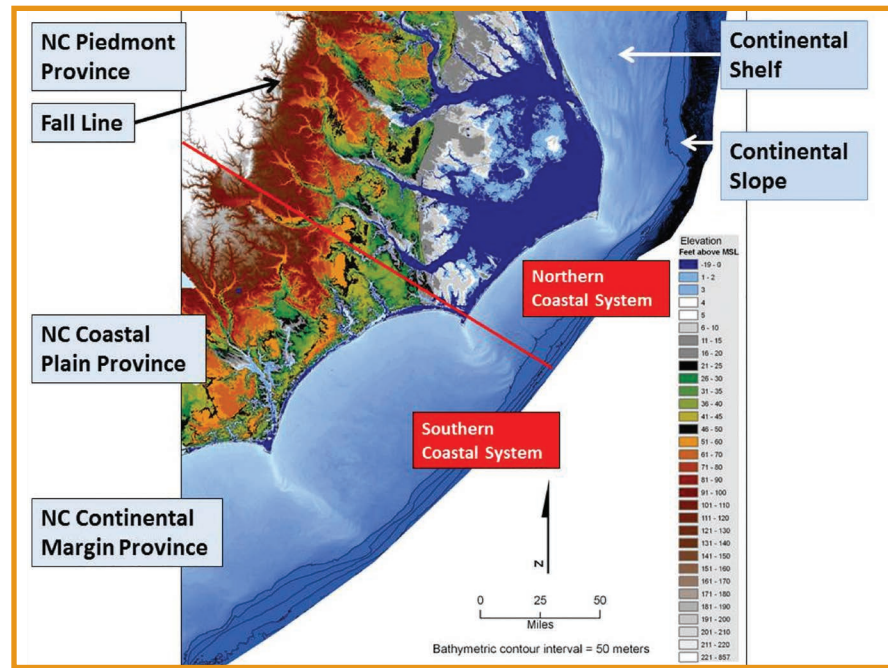 NC Piedmont
Province
Fall Line
NC Coastal
Plain Province
NC Continental
Margin Province
Continental
Shelf
Continental
Slope
Northern
Coastal System
Southern
Coastal System
Elevation
Feet above MSL
-19 - 0
1 - 2
3
4
5
6 - 10
11 - 15
16 - 20
21 - 25
26 - 30
31 - 35
36 - 40
41 - 45
46 - 50
51 - 60
61 - 70
71 - 80
81 - 90
91 - 100
101 - 110
111 - 120
121 - 130
131 - 140
141 - 150
151 - 160
161 - 170
171 - 180
181 - 190
191 - 200
201 - 210
211 - 220
221 - 857
N
0 25 50
Miles
Bathymetric contour interval = 50 meters